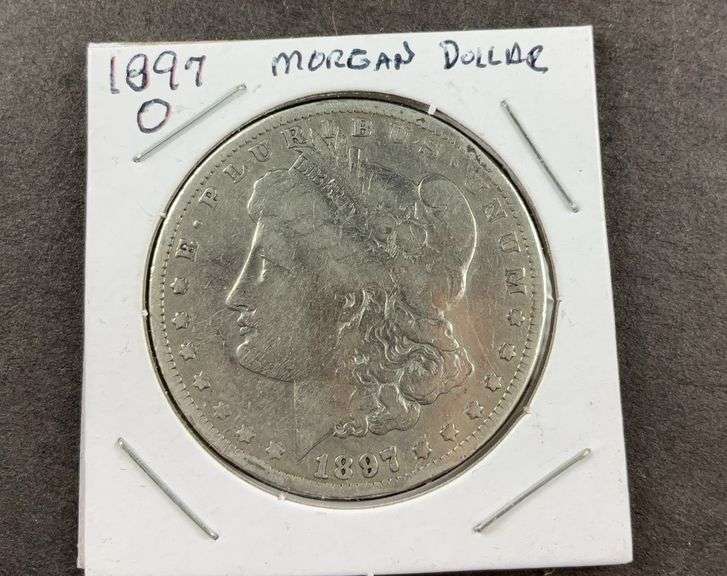 1897 MORGAN DOLLAR
O
E · PLURIBUS · UNUM
LIBERTY
1897